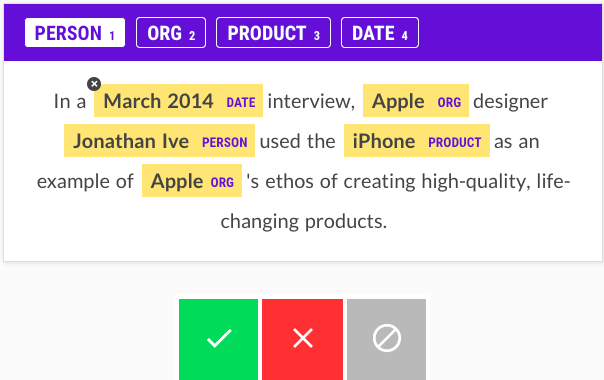 PERSON 1 ORG 2 PRODUCT 3 DATE 4
In a March 2014 DATE interview, Apple ORG designer
Jonathan Ive PERSON used the iPhone PRODUCT as an
example of Apple ORG 's ethos of creating high-quality, life-
changing products.